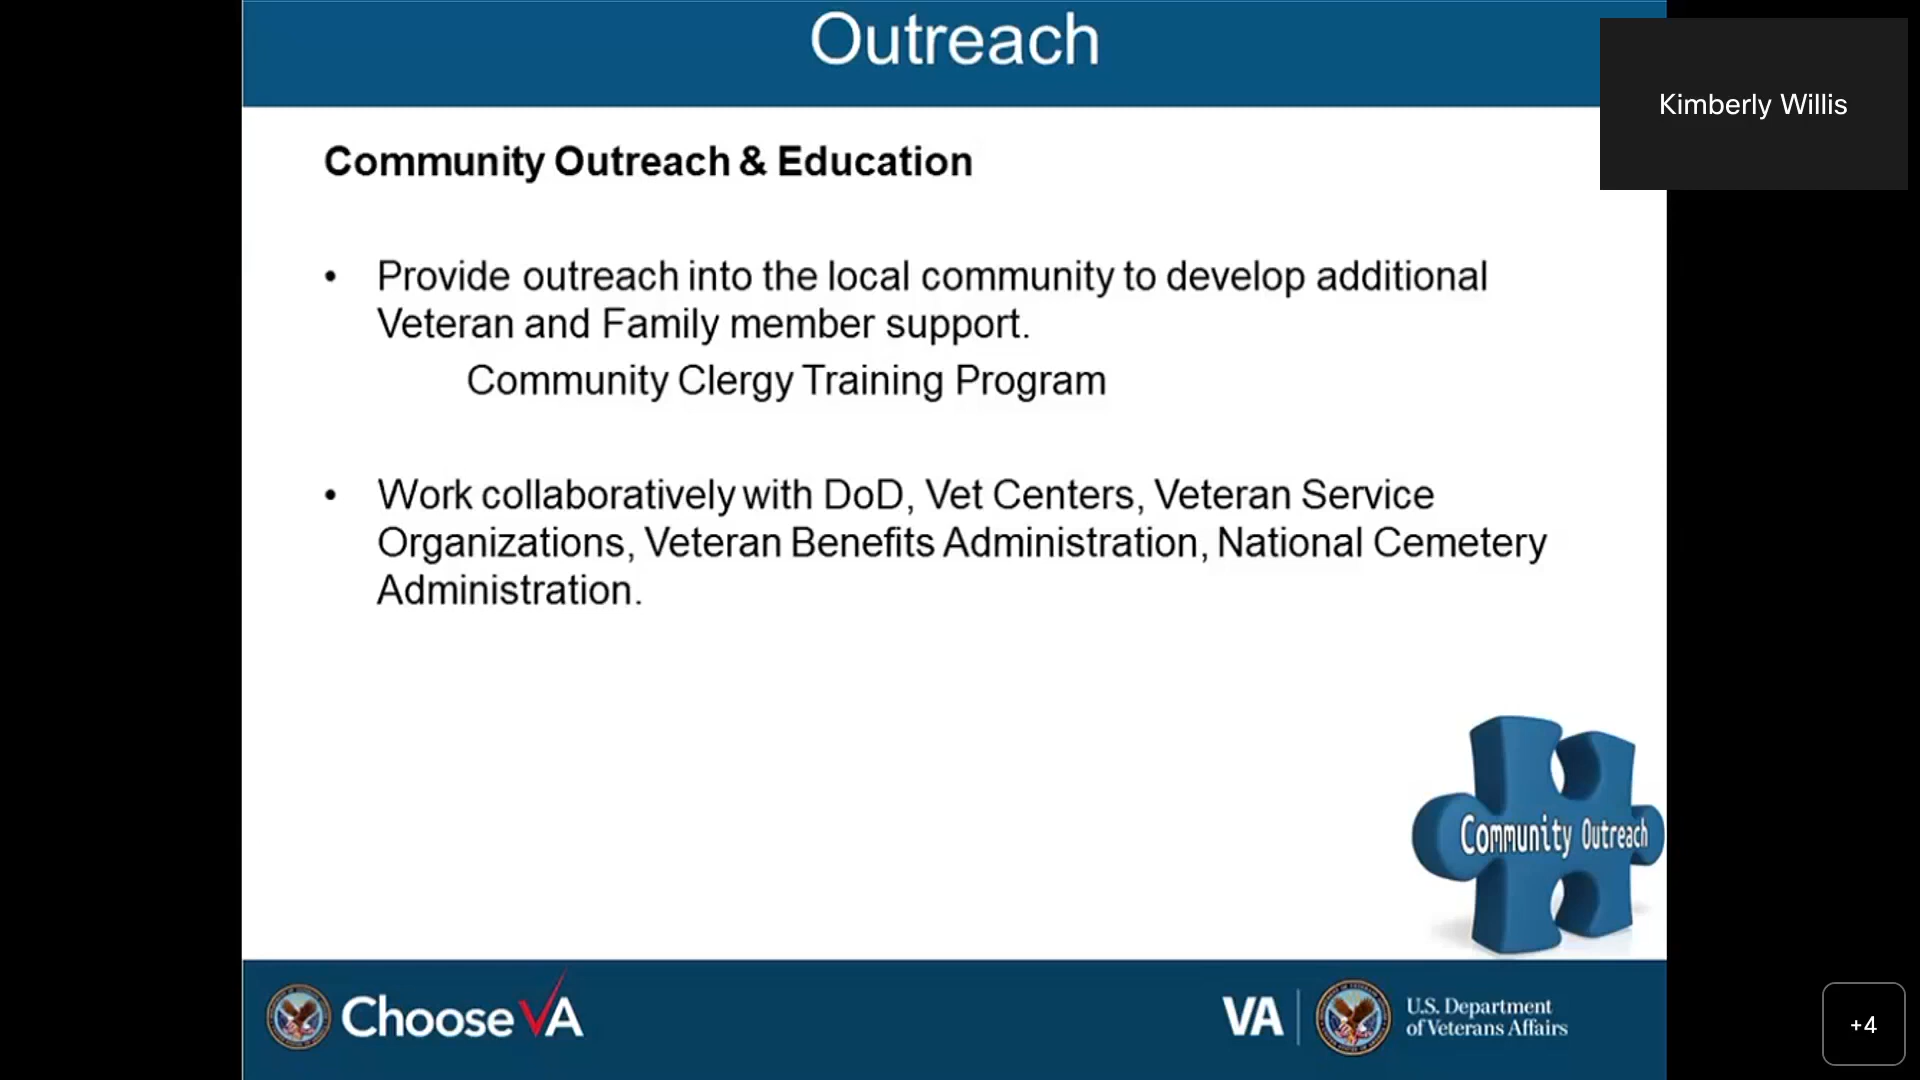 Outreach
Kimberly Willis
Community Outreach & Education
• Provide outreach into the local community to develop additional
Veteran and Family member support.
Community Clergy Training Program
• Work collaboratively with DoD, Vet Centers, Veteran Service
Organizations, Veteran Benefits Administration, National Cemetery
Administration.
Community Outreach
Choose VA
VA
U.S. Department
of Veterans Affairs
+4